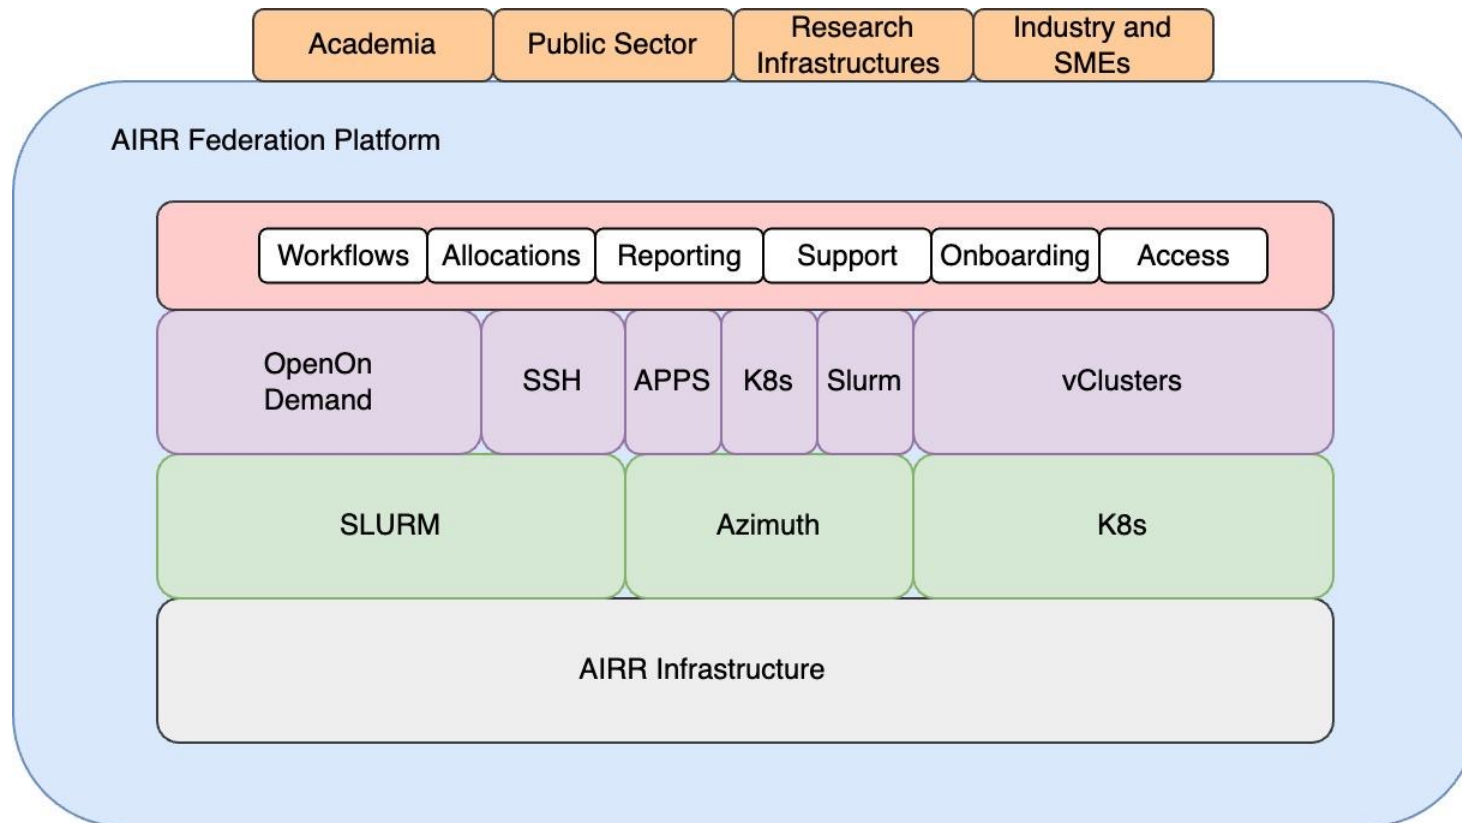 Academia
Public Sector
Research
Infrastructures
Industry and
SMEs
AIRR Federation Platform
Workflows
Allocations
Reporting
Support
Onboarding
Access
OpenOn
Demand
SSH
APPS
K8s
Slurm
vClusters
SLURM
Azimuth
K8s
AIRR Infrastructure